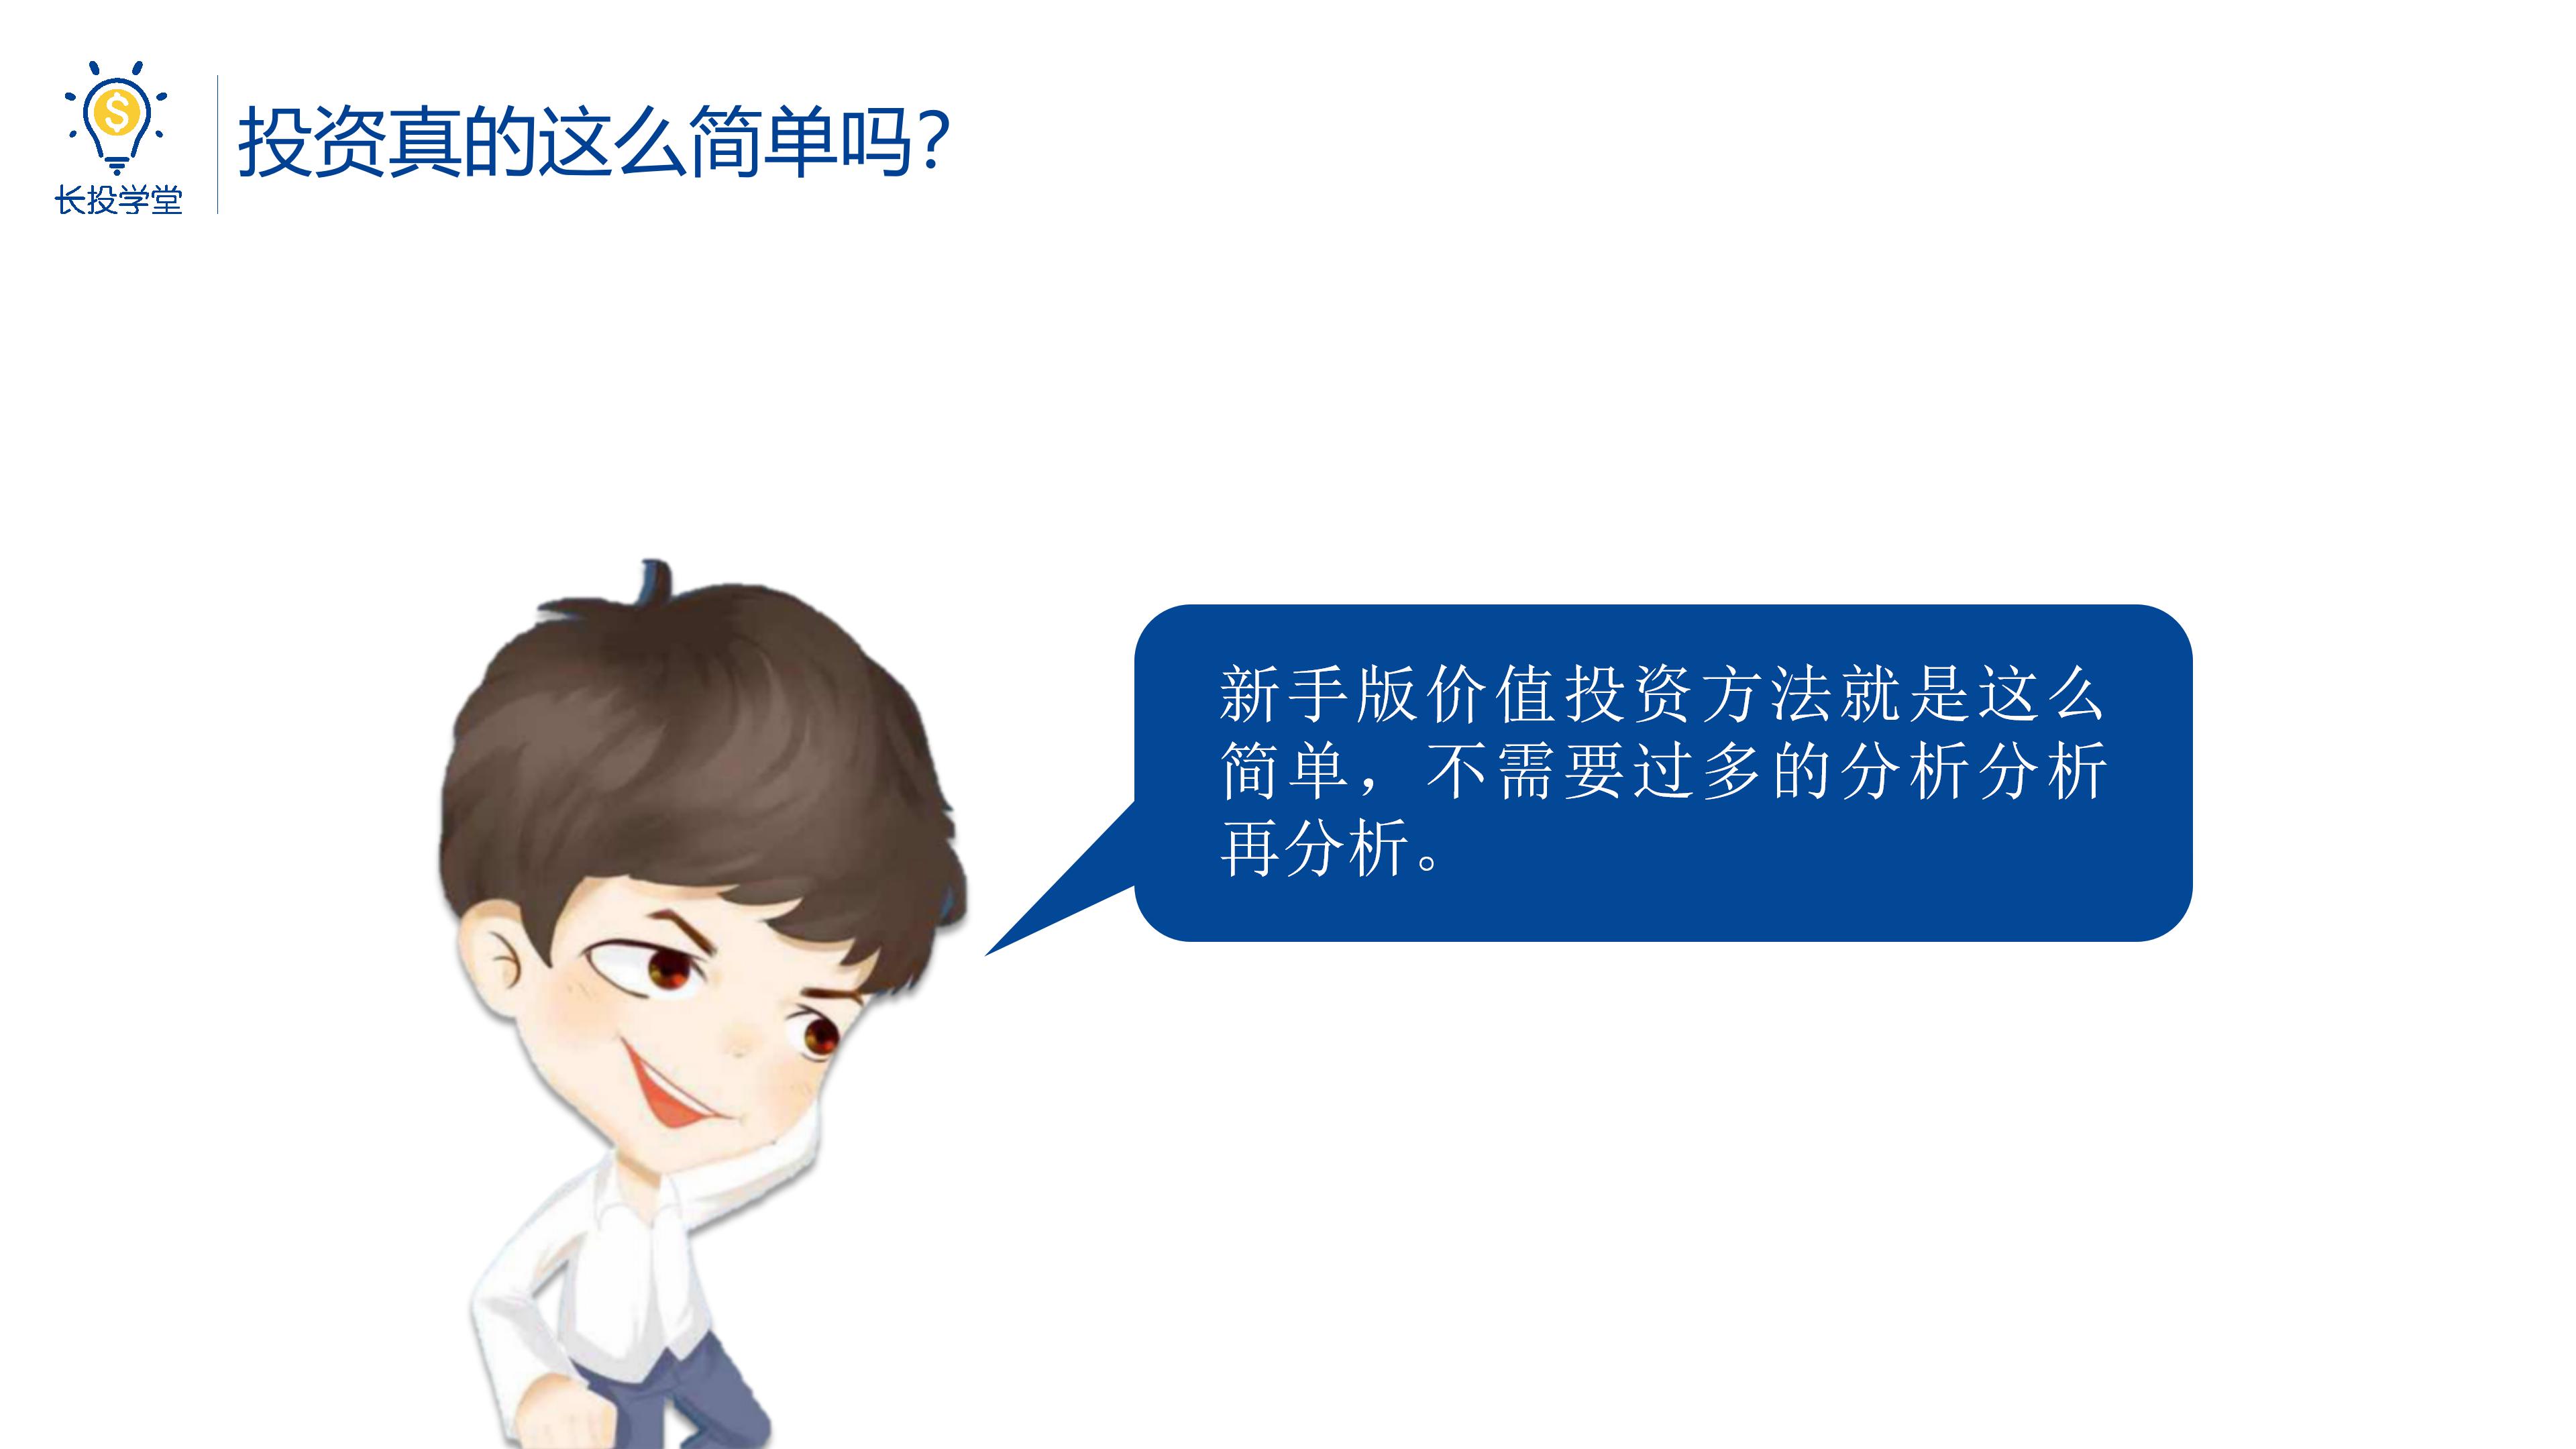 长投学堂
投资真的这么简单吗?
新手版价值投资方法就是这么
简单，不需要过多的分析分析
再分析。